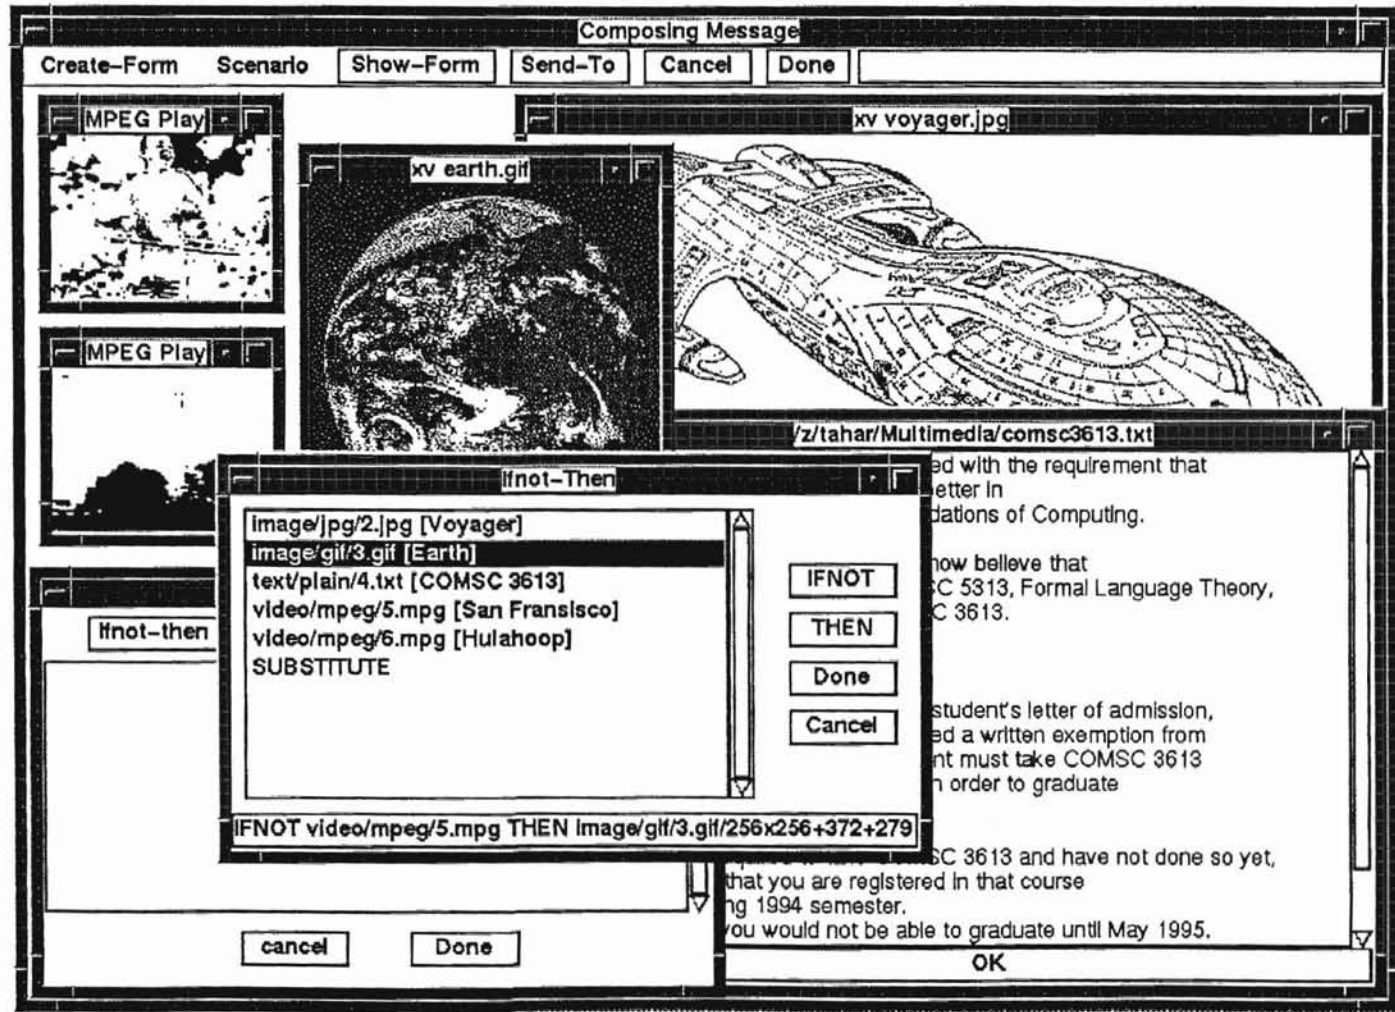 Composing Message
Create-Form Scenario Show-Form Send-To Cancel Done
MPEG Play
xv voyager.jpg
xv earth.gif
MPEG Play
/z/tahar/Multimedia/comsc3613.txt
ed with the requirement that
etter in
dations of Computing.
now believe that
SC 5313, Formal Language Theory,
C 3613.
student's letter of admission,
ed a written exemption from
nt must take COMSC 3613
n order to graduate
SC 3613 and have not done so yet,
that you are registered in that course
ng 1994 semester.
you would not be able to graduate until May 1995.
OK
Ifnot-Then
image/jpg/2.jpg [Voyager]
image/gif/3.gif [Earth]
text/plain/4.txt [COMSC 3613]
video/mpeg/5.mpg [San Fransisco]
video/mpeg/6.mpg [Hulahoop]
SUBSTITUTE
IFNOT
THEN
Done
Cancel
IFNOT video/mpeg/5.mpg THEN image/gif/3.gif/256x256+372+279
Ifnot-then
cancel Done